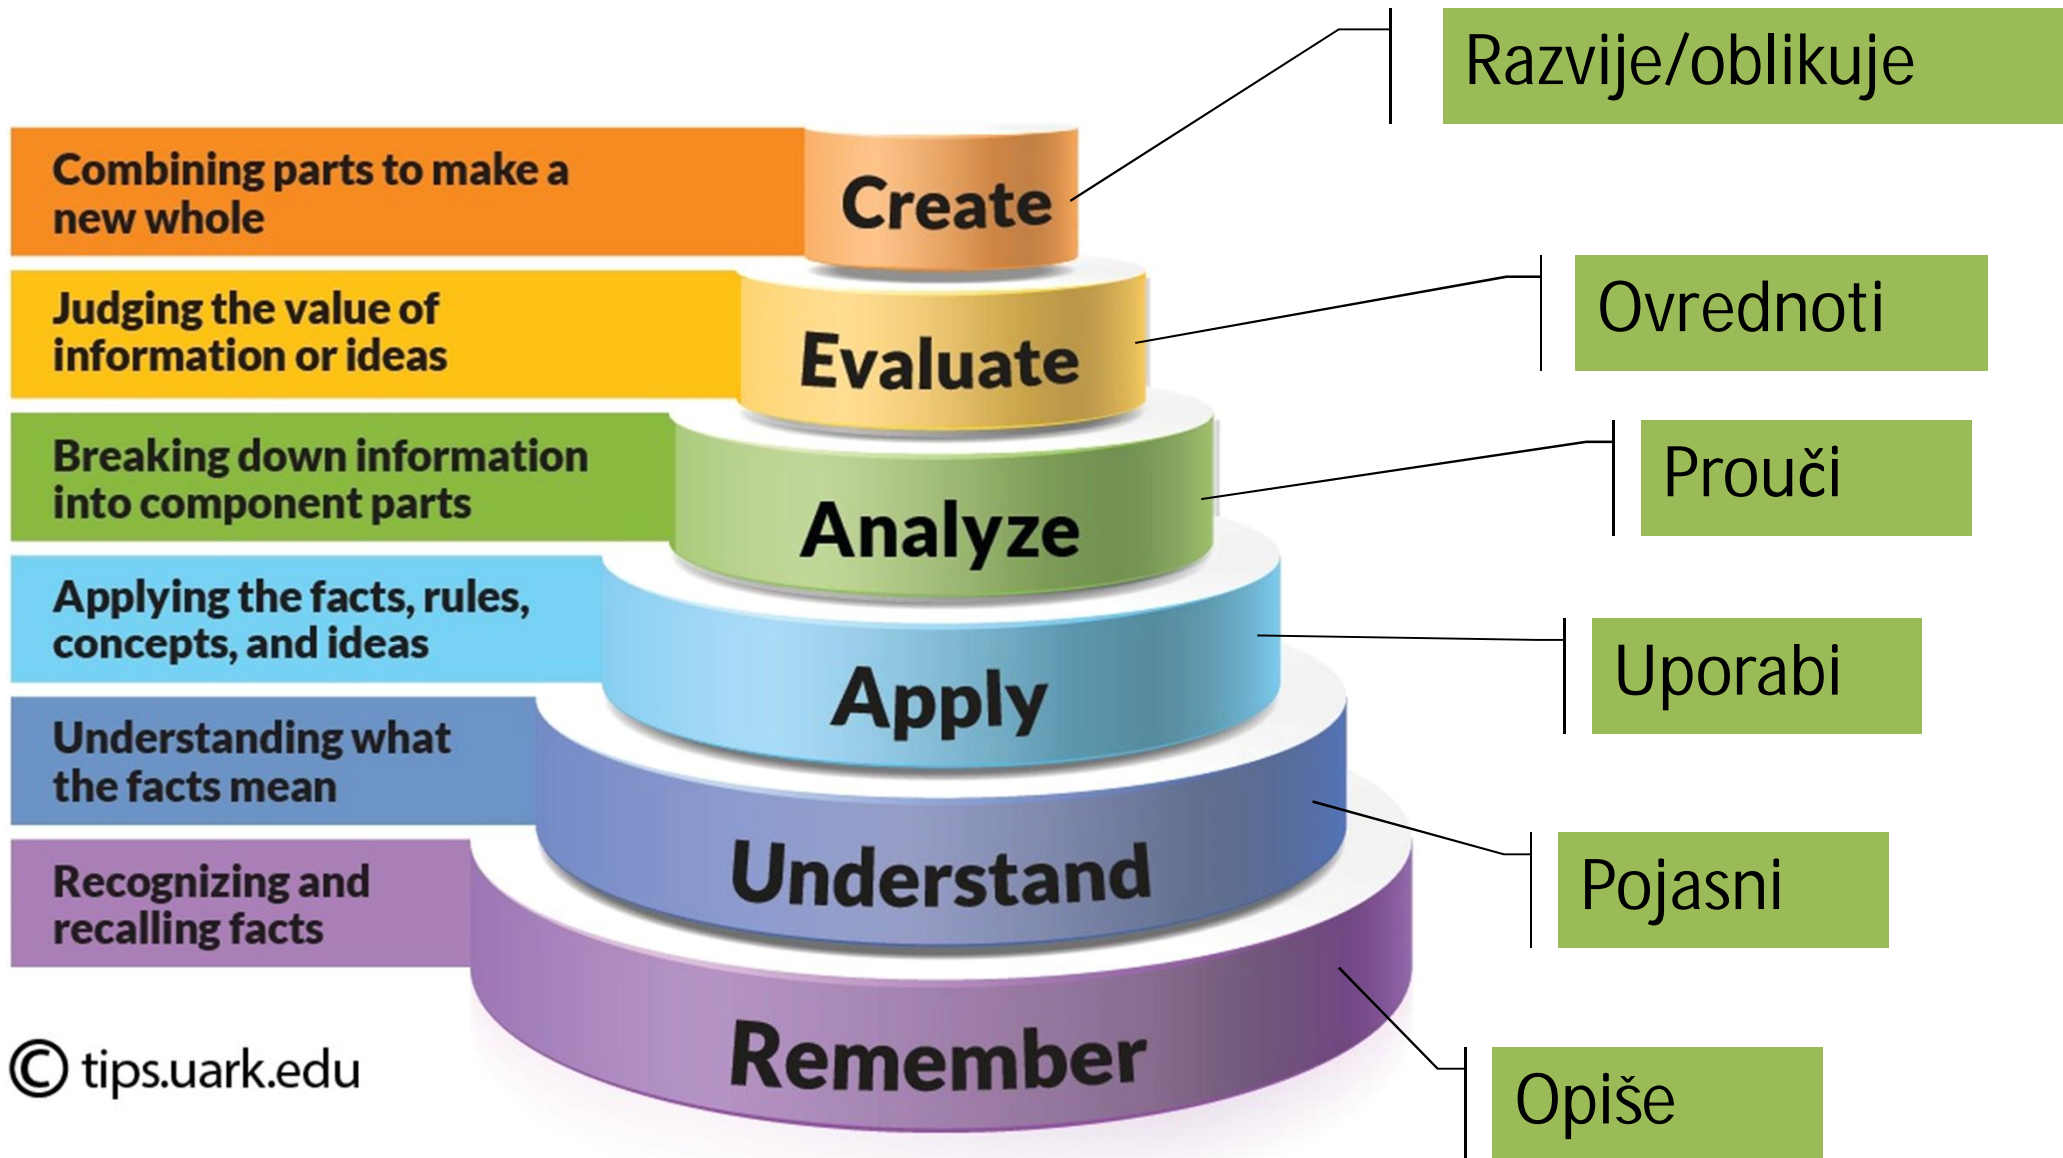 Razvije/oblikuje
Combining parts to make a
new whole
Create
Judging the value of
information or ideas
Evaluate
Ovrednoti
Breaking down information
into component parts
Analyze
Prouči
Applying the facts, rules,
concepts, and ideas
Apply
Uporabi
Understanding what
the facts mean
Understand
Pojasni
Recognizing and
recalling facts
Remember
Opiše
© tips.uark.edu